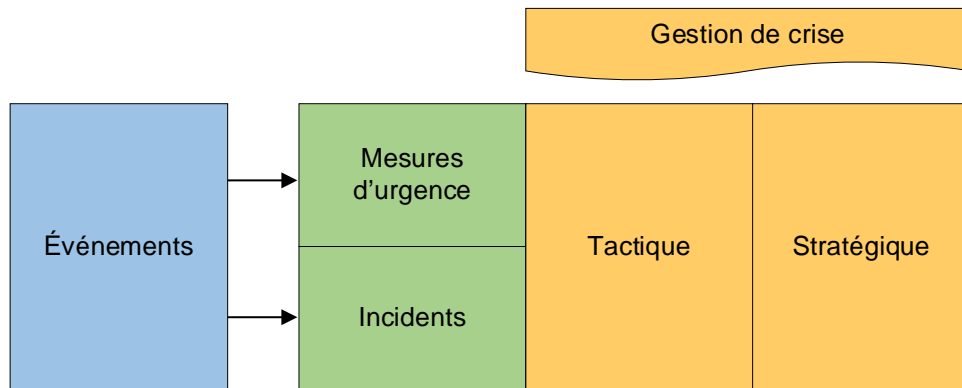 Gestion de crise
Événements
Mesures
d’urgence
Incidents
Tactique
Stratégique